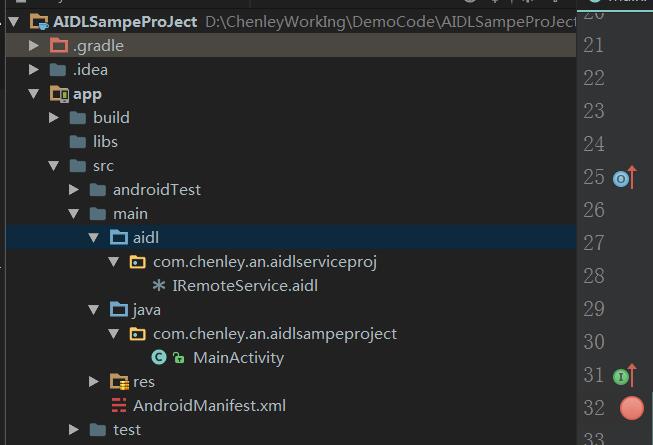 AIDLSampeProJect D:\ChenleyWorkIng\DemoCode\AIDLSampeProJect
.gradle
.idea
app
build
libs
src
androidTest
main
aidl
com.chenley.an.aidlserviceproj
IRemoteService.aidl
java
com.chenley.an.aidlsampeproject
C MainActivity
res
AndroidManifest.xml
test
21
22
23
24
25 O
26
27
28
29
30
31 I
32